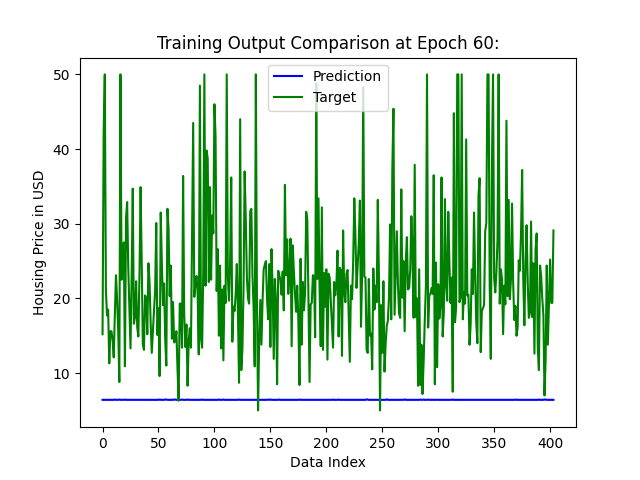 Training Output Comparison at Epoch 60:
Prediction
Target
Housing Price in USD
50
40
30
20
10
0 50 100 150 200 250 300 350 400
Data Index